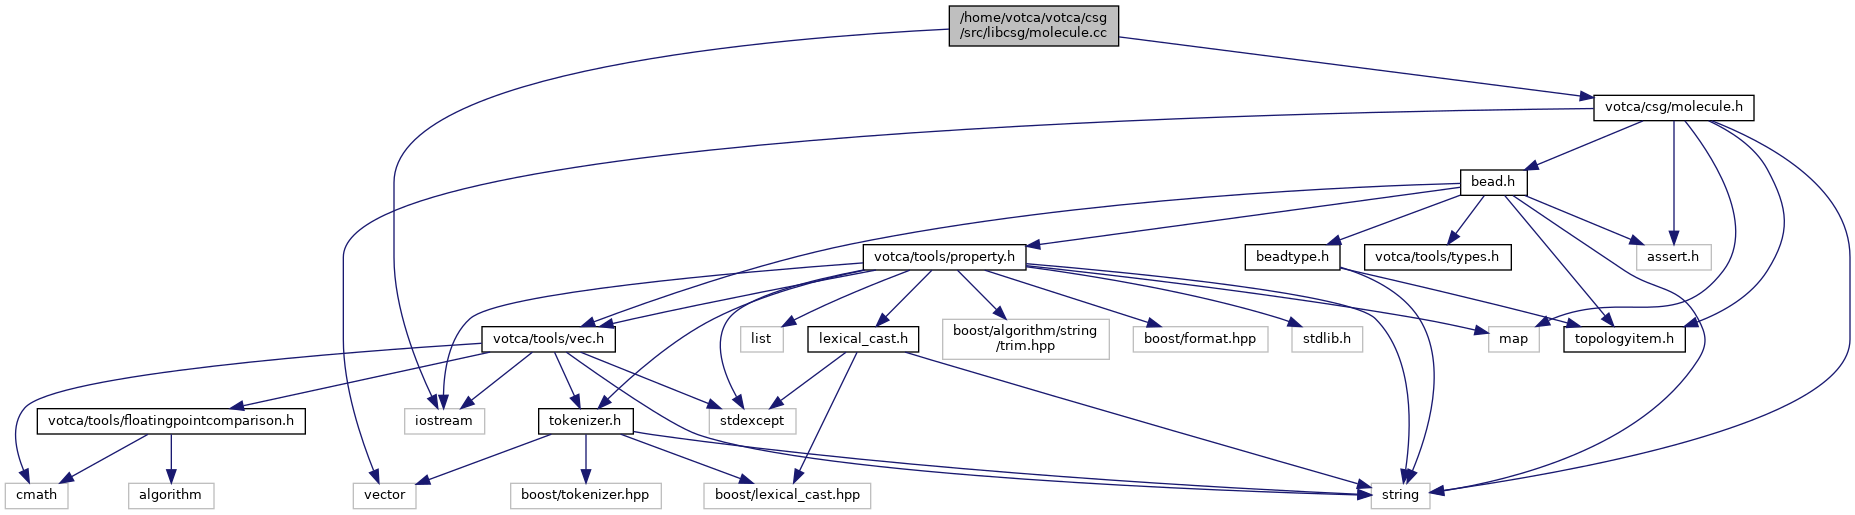 /home/votca/votca/csg
/src/libcsg/molecule.cc
votca/csg/molecule.h
bead.h
votca/tools/property.h
beadtype.h
votca/tools/types.h
assert.h
votca/tools/vec.h
list
lexical_cast.h
boost/algorithm/string
/trim.hpp
boost/format.hpp
stdlib.h
map
topologyitem.h
votca/tools/floatingpointcomparison.h
iostream
tokenizer.h
stdexcept
cmath
algorithm
vector
boost/tokenizer.hpp
boost/lexical_cast.hpp
string